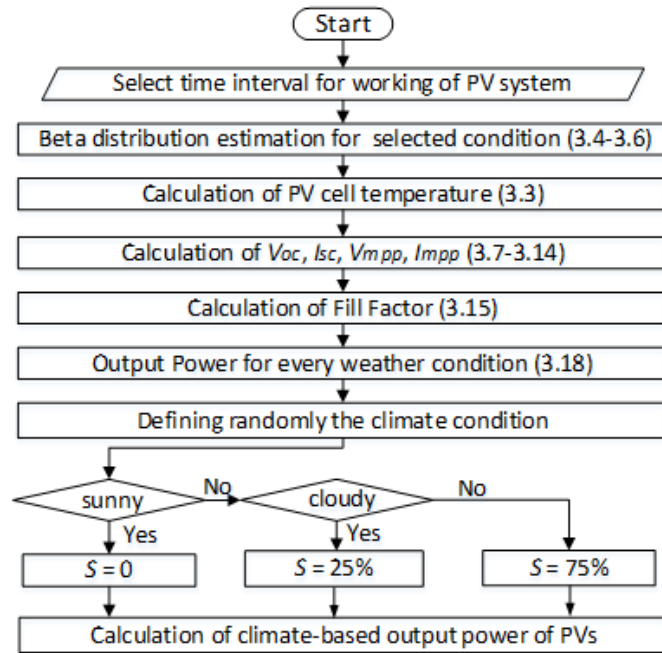 Start
Select time interval for working of PV system
Beta distribution estimation for selected condition (3.4-3.6)
Calculation of PV cell temperature (3.3)
Calculation of Voc, Isc, Vmpp, Impp (3.7-3.14)
Calculation of Fill Factor (3.15)
Output Power for every weather condition (3.18)
Defining randomly the climate condition
sunny
No
cloudy
No
Yes
Yes
S = 0
S = 25%
S = 75%
Calculation of climate-based output power of PVs